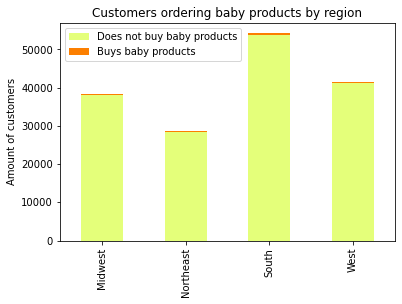 Customers ordering baby products by region
Does not buy baby products
Buys baby products
Amount of customers
50000
40000
30000
20000
10000
0
Midwest
Northeast
South
West